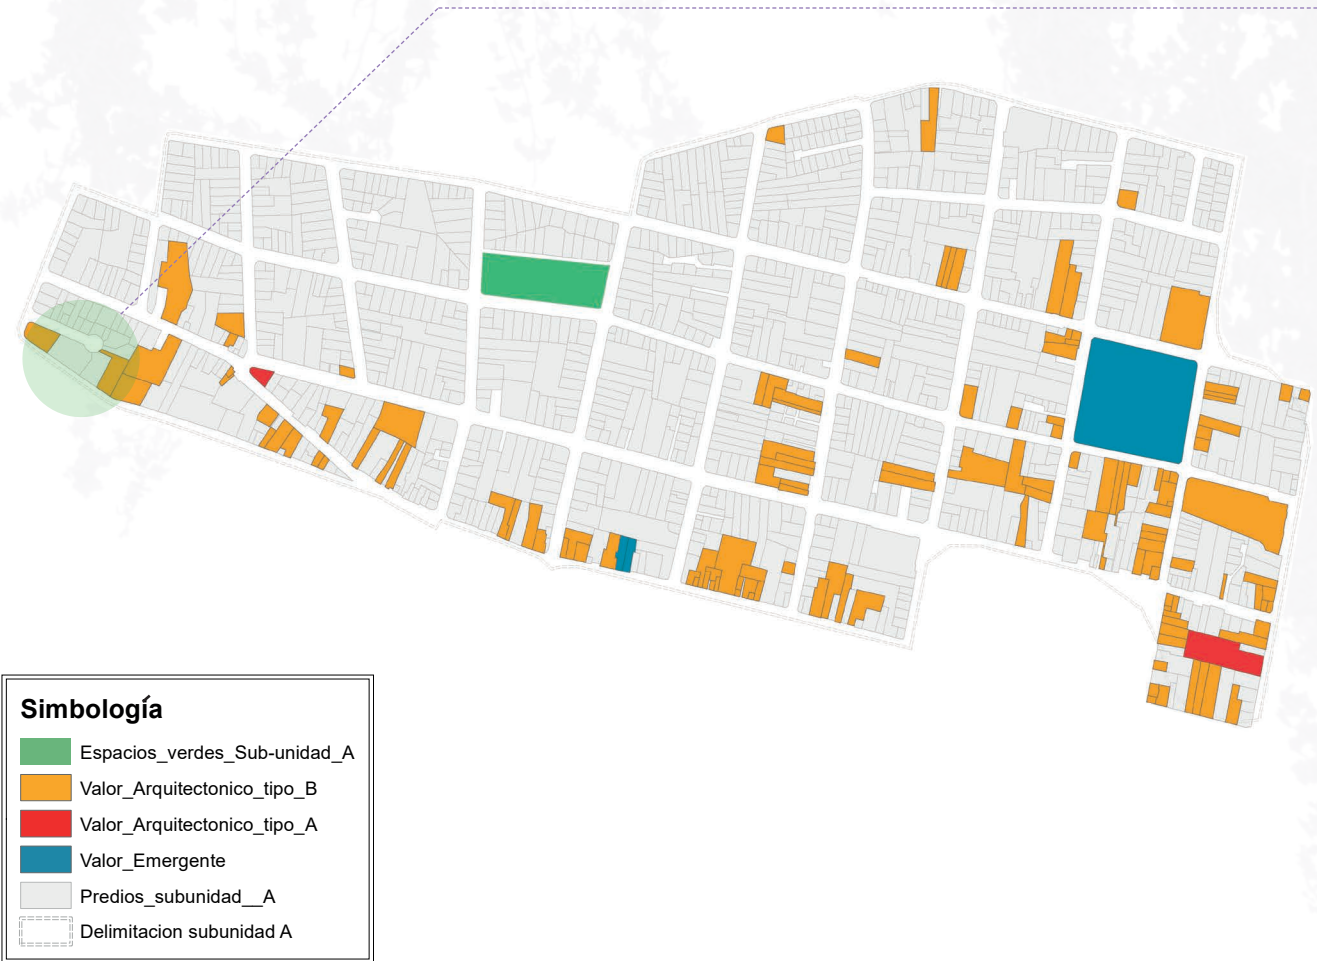 Simbología
Espacios_verdes_Sub-unidad_A
Valor_Arquitectonico_tipo_B
Valor_Arquitectonico_tipo_A
Valor_Emergente
Predios_subunidad__A
Delimitacion subunidad A